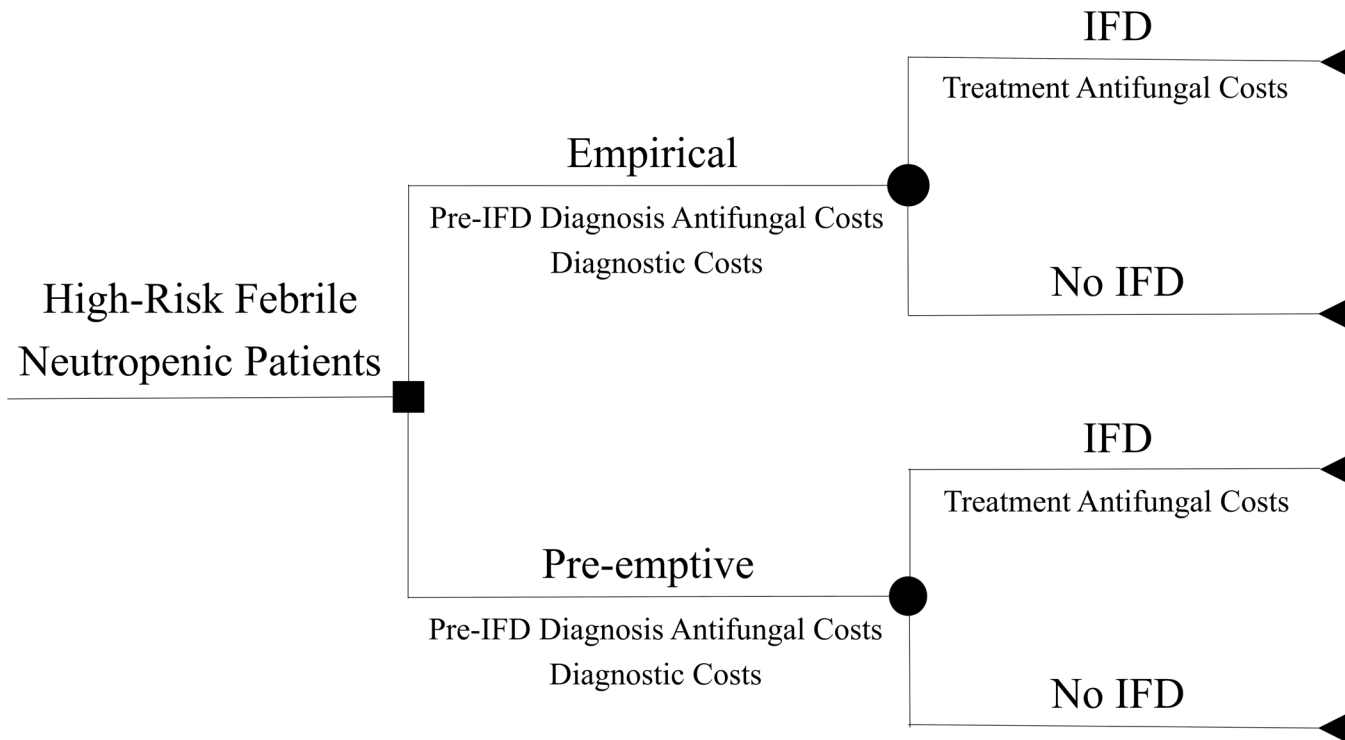 IFD
Treatment Antifungal Costs
Empirical
Pre-IFD Diagnosis Antifungal Costs
Diagnostic Costs
No IFD
High-Risk Febrile
Neutropenic Patients
IFD
Treatment Antifungal Costs
Pre-emptive
Pre-IFD Diagnosis Antifungal Costs
Diagnostic Costs
No IFD